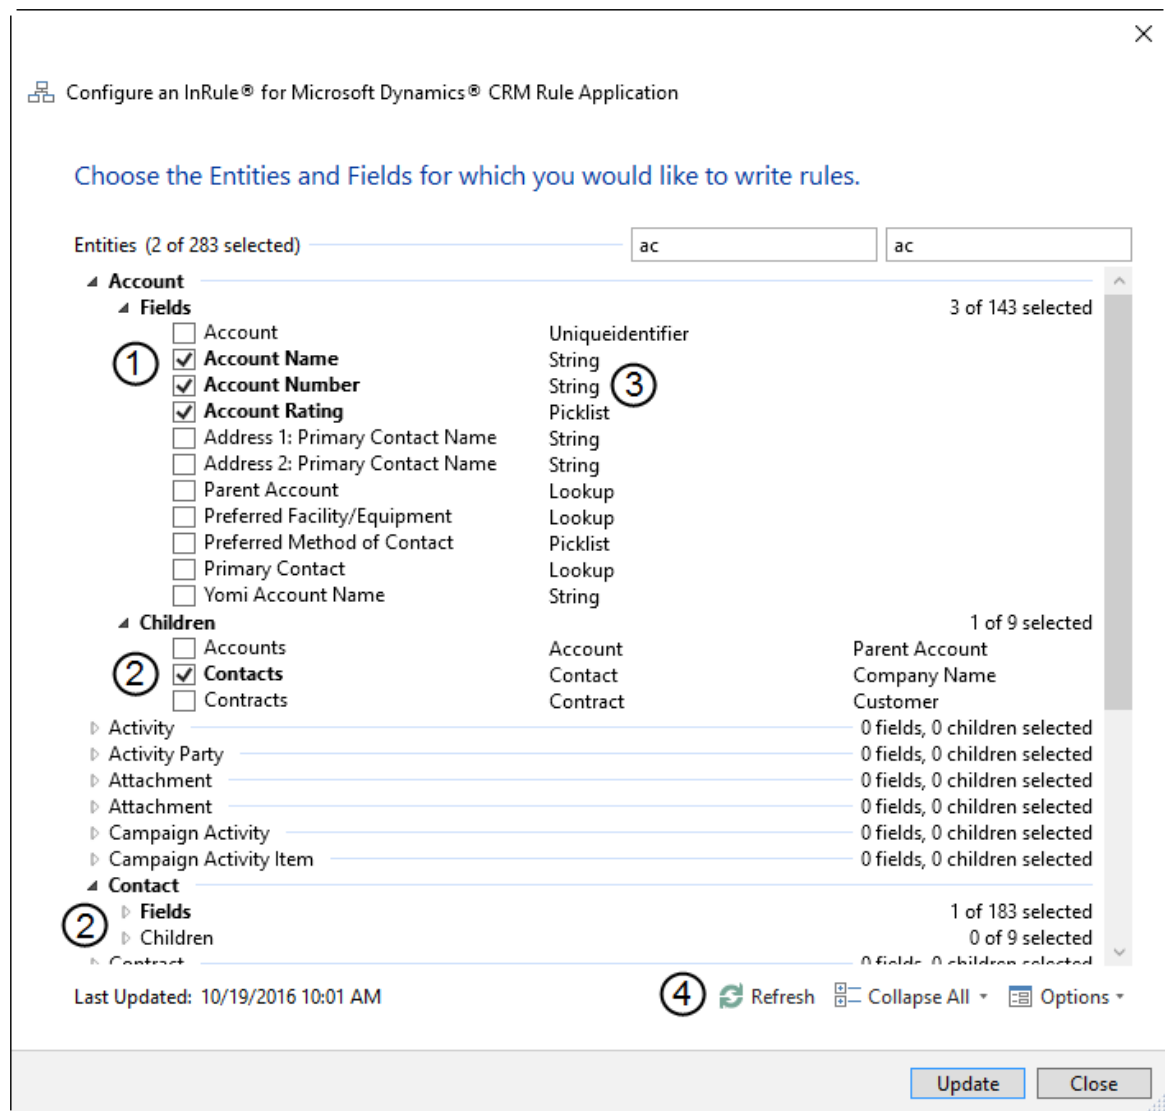 Configure an InRule® for Microsoft Dynamics® CRM Rule Application
Choose the Entities and Fields for which you would like to write rules.
Entities (2 of 283 selected) ac ac
Account
Fields 3 of 143 selected
Account Uniqueidentifier
1 Account Name String
Account Number String 3
Account Rating Picklist
Address 1: Primary Contact Name String
Address 2: Primary Contact Name String
Parent Account Lookup
Preferred Facility/Equipment Lookup
Preferred Method of Contact Picklist
Primary Contact Lookup
Yomi Account Name String
Children 1 of 9 selected
Accounts Account Parent Account
2 Contacts Contact Company Name
Contracts Contract Customer
Activity 0 fields, 0 children selected
Activity Party 0 fields, 0 children selected
Attachment 0 fields, 0 children selected
Attachment 0 fields, 0 children selected
Campaign Activity 0 fields, 0 children selected
Campaign Activity Item 0 fields, 0 children selected
Contact
2 Fields 1 of 183 selected
Children 0 of 9 selected
Contract 0 fields, 0 children selected
Last Updated: 10/19/2016 10:01 AM 4 Refresh Collapse All Options
Update Close